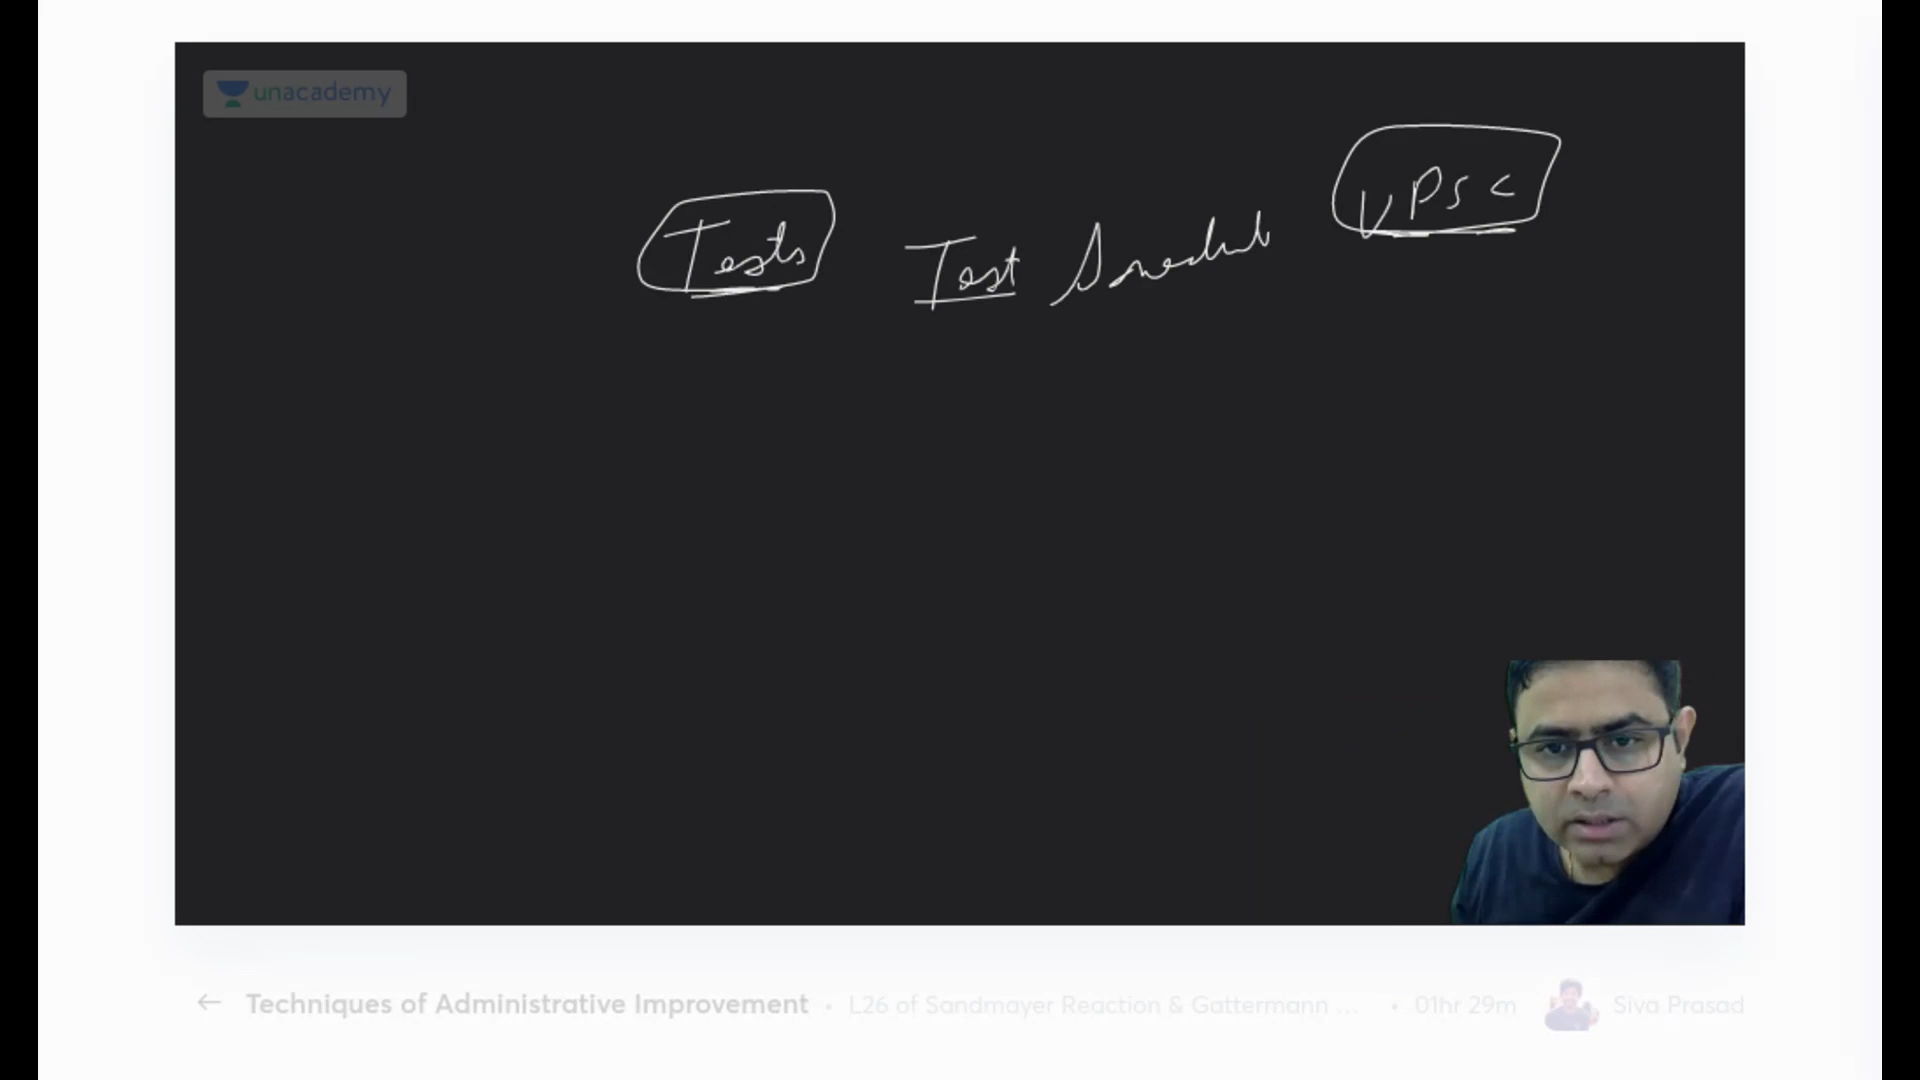 unacademy
UPSC
Tests Test Schedule
Techniques of Administrative Improvement • L26 of Sandmayer Reaction & Gattermann ... • 01hr 29m Siva Prasad